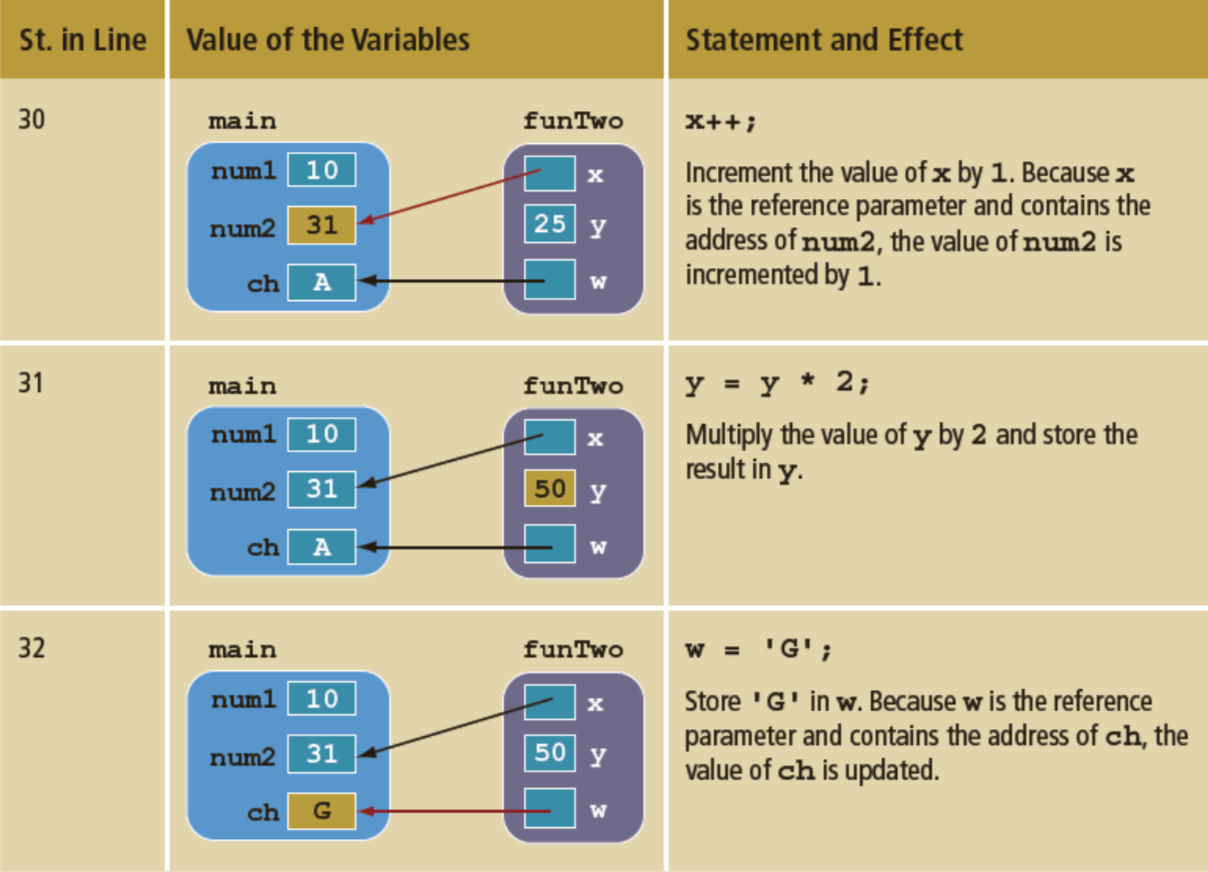 St. in Line Value of the Variables Statement and Effect
30
main funTwo
num1 10
num2 31
ch A
x
25 y
w
x++;
Increment the value of x by 1. Because x
is the reference parameter and contains the
address of num2, the value of num2 is
incremented by 1.
31
main funTwo
num1 10
num2 31
ch A
x
50 y
w
y = y * 2;
Multiply the value of y by 2 and store the
result in y.
32
main funTwo
num1 10
num2 31
ch G
x
50 y
w
w = 'G';
Store 'G' in w. Because w is the reference
parameter and contains the address of ch, the
value of ch is updated.